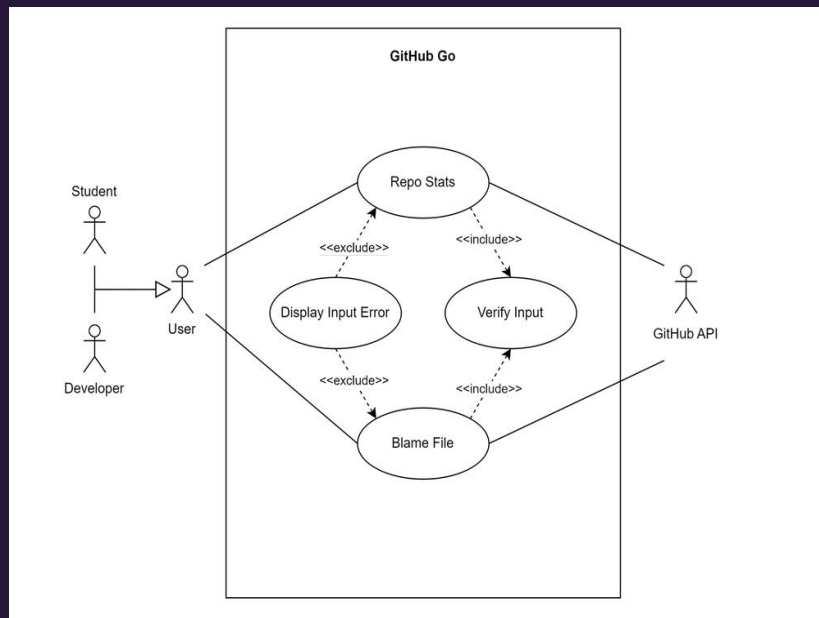 GitHub Go
Student
Repo Stats
<<exclude>>
<<include>>
Display Input Error
Verify Input
User
GitHub API
Developer
<<exclude>>
<<include>>
Blame File